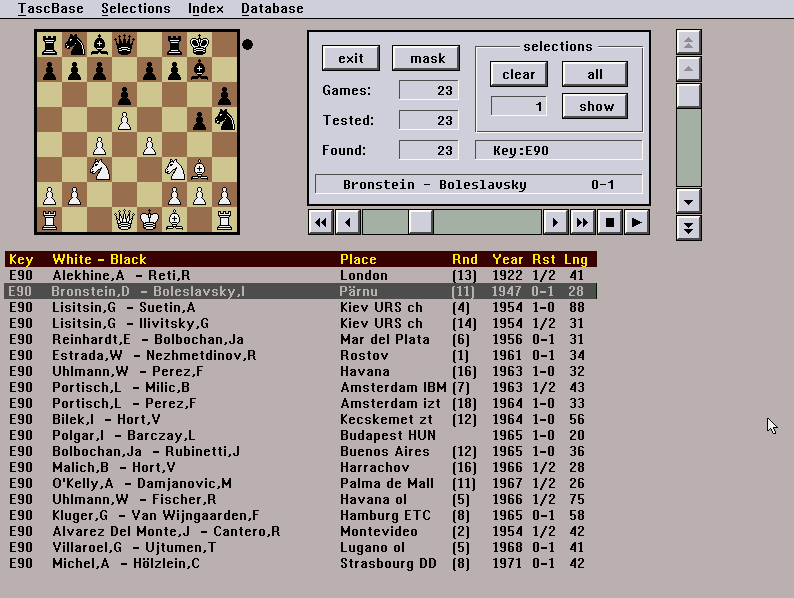 TascBase Selections Index Database
selections
exit mask clear all
Games: 23
1 show
Tested: 23
Found: 23 Key:E90
Bronstein - Boleslavsky 0-1
Key White - Black Place Rnd Year Rst Lng
E90 Alekhine,A - Reti,R London (13) 1922 1/2 41
E90 Bronstein,D - Boleslavsky,I Pärnu (11) 1947 0-1 28
E90 Lisitsin,G - Suetin,A Kiev URS ch (4) 1954 1-0 88
E90 Lisitsin,G - Ilivitsky,G Kiev URS ch (14) 1954 1/2 31
E90 Reinhardt,E - Bolbochan,Ja Mar del Plata (6) 1956 0-1 31
E90 Estrada,W - Nezhmetdinov,R Rostov (1) 1961 0-1 34
E90 Uhlmann,W - Perez,F Havana (16) 1963 1-0 32
E90 Portisch,L - Milic,B Amsterdam IBM (7) 1963 1/2 43
E90 Portisch,L - Perez,F Amsterdam izt (18) 1964 1-0 33
E90 Bilek,I - Hort,V Kecskemet zt (12) 1964 1-0 56
E90 Polgar,I - Barczay,L Budapest HUN 1965 1-0 20
E90 Bolbochan,Ja - Rubinetti,J Buenos Aires (12) 1965 1-0 36
E90 Malich,B - Hort,V Harrachov (16) 1966 1/2 28
E90 O'Kelly,A - Damjanovic,M Palma de Mall (11) 1967 1/2 26
E90 Uhlmann,W - Fischer,R Havana ol (5) 1966 1/2 75
E90 Kluger,G - Van Wijngaarden,F Hamburg ETC (8) 1965 0-1 58
E90 Alvarez Del Monte,J - Cantero,R Montevideo (2) 1954 1/2 42
E90 Villaroel,G - Ujtumen,T Lugano ol (5) 1968 0-1 41
E90 Michel,A - Hölzlein,C Strasbourg DD (8) 1971 0-1 42